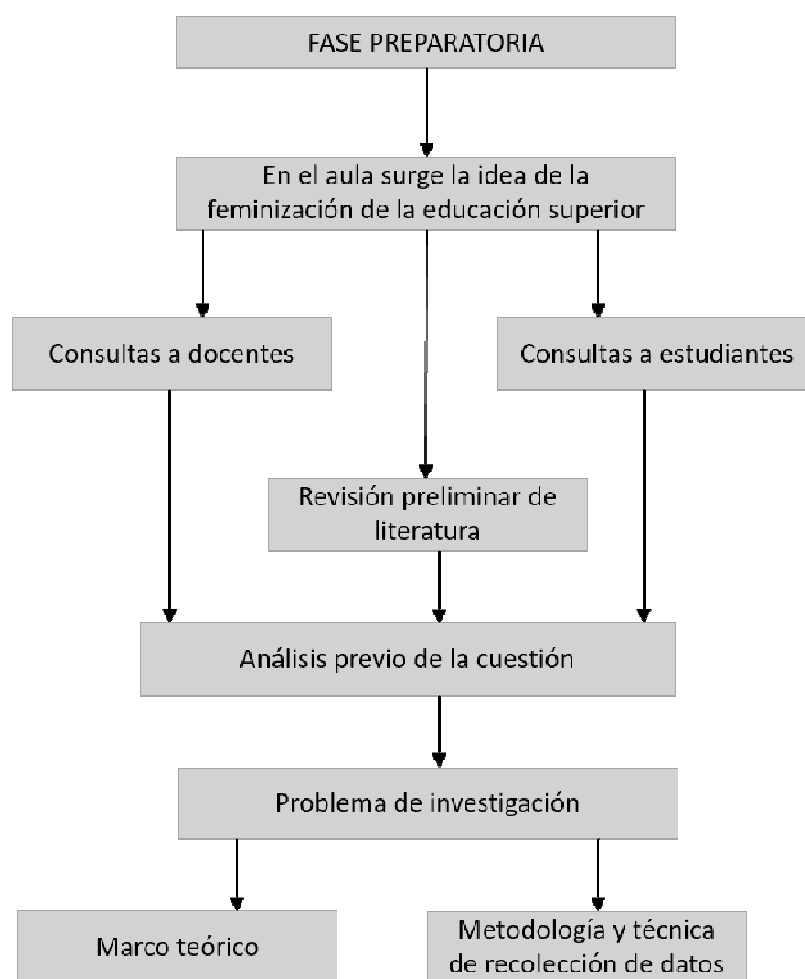 FASE PREPARATORIA
En el aula surge la idea de la
feminización de la educación superior
Consultas a docentes
Consultas a estudiantes
Revisión preliminar de
literatura
Análisis previo de la cuestión
Problema de investigación
Marco teórico
Metodología y técnica
de recolección de datos